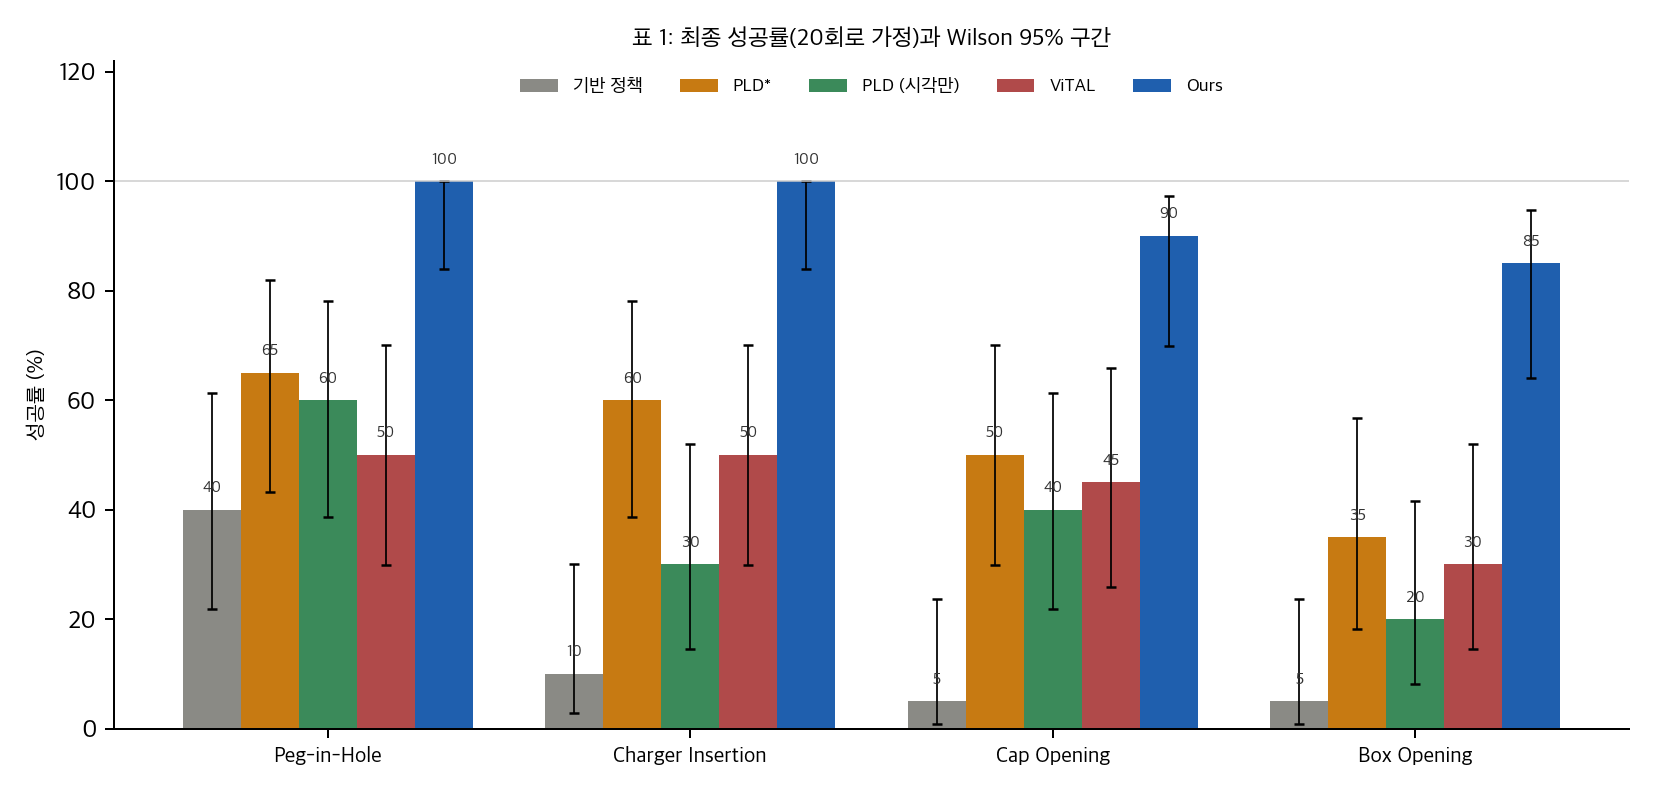 표 1: 최종 성공률(20회로 가정)과 Wilson 95% 구간
기반 정책 PLD* PLD (시각만) ViTAL Ours
성공률 (%)
120
100
80
60
40
20
0
40 65 60 50 100
10 60 30 50 100
5 50 40 45 90
5 35 20 30 85
Peg-in-Hole Charger Insertion Cap Opening Box Opening